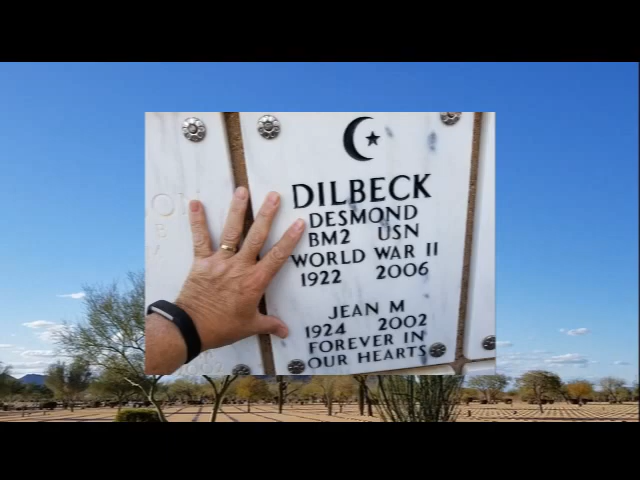 DILBECK
DESMOND
BM2 USN
WORLD WAR II
1922 2006
JEAN M
1924 2002
FOREVER IN
OUR HEARTS